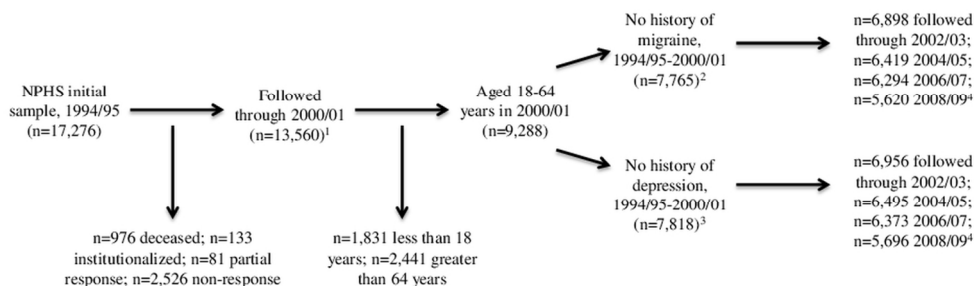 NPHS initial
sample, 1994/95
(n=17,276)
n=976 deceased; n=133
institutionalized; n=81 partial
response; n=2,526 non-response
Followed
through 2000/01
(n=13,560)1
n=1,831 less than 18
years; n=2,441 greater
than 64 years
Aged 18-64
years in 2000/01
(n=9,288)
No history of
migraine,
1994/95-2000/01
(n=7,765)2
n=6,898 followed
through 2002/03;
n=6,419 2004/05;
n=6,294 2006/07;
n=5,620 2008/094
No history of
depression,
1994/95-2000/01
(n=7,818)3
n=6,956 followed
through 2002/03;
n=6,495 2004/05;
n=6,373 2006/07;
n=5,696 2008/094